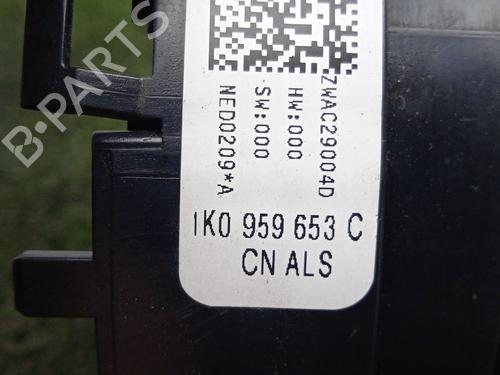 B-PARTS
ZWAC29004D
HW:000
SW:000
NED0209*A
1K0 959 653 C
CN ALS